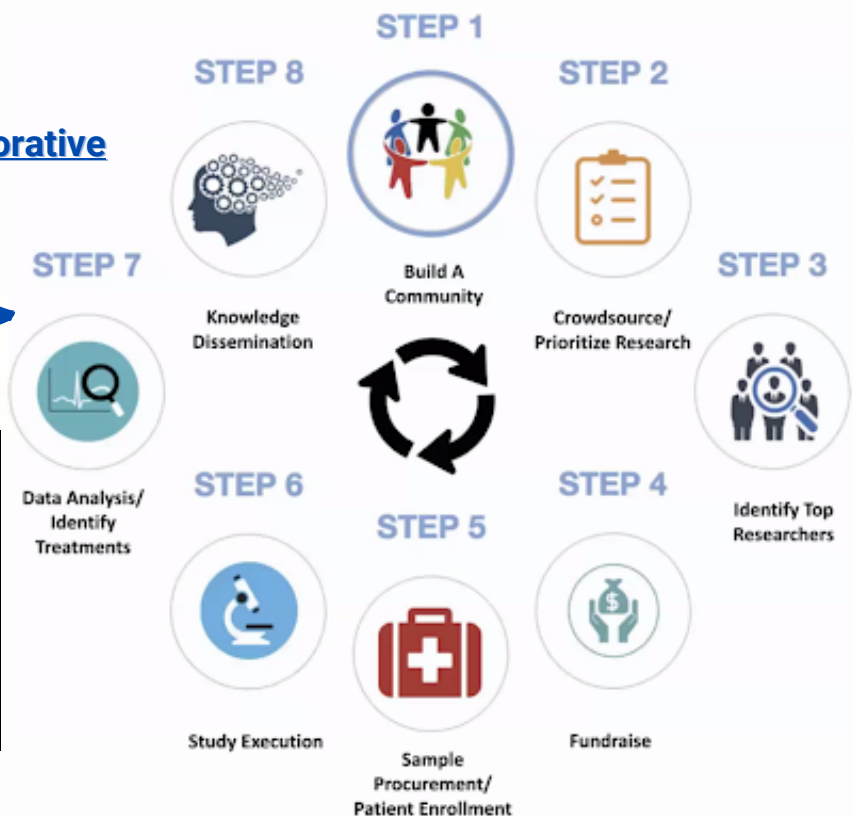 orative
STEP 1
Build A
Community
STEP 2
Crowdsource/
Prioritize Research
STEP 3
Identify Top
Researchers
STEP 4
$
Fundraise
STEP 5
Sample
Procurement/
Patient Enrollment
STEP 6
Study Execution
STEP 7
Data Analysis/
Identify
Treatments
STEP 8
Knowledge
Dissemination